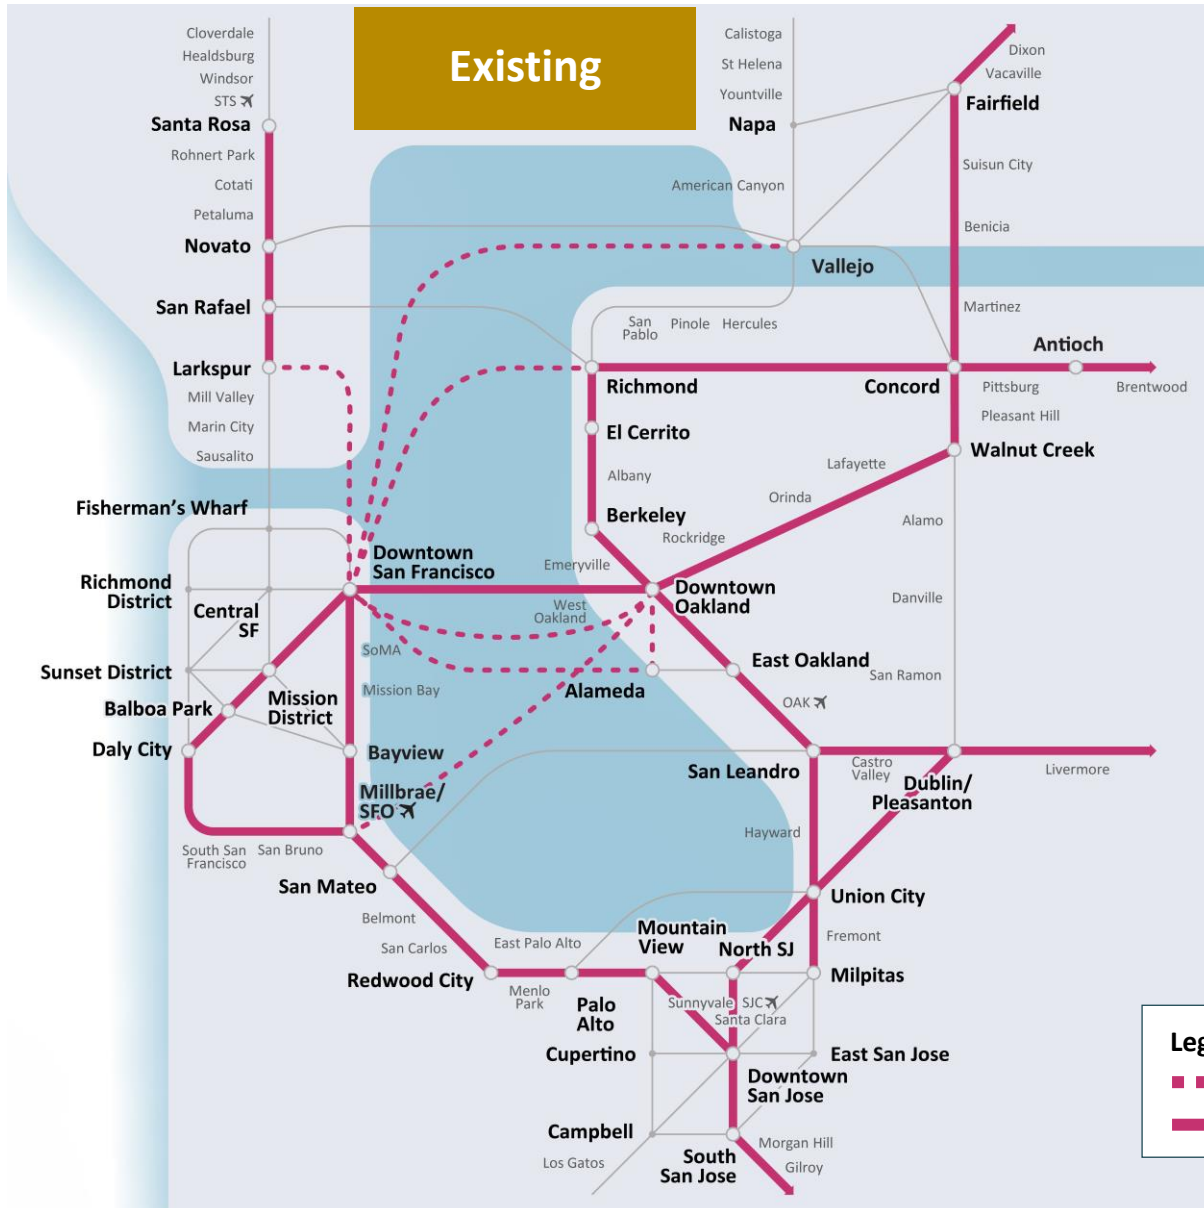 Existing
Cloverdale
Healdsburg
Windsor
STS
Santa Rosa
Rohnert Park
Cotati
Petaluma
Novato
San Rafael
Larkspur
Mill Valley
Marin City
Sausalito
Calistoga
St Helena
Yountville
Napa
American Canyon
Vallejo
Dixon
Vacaville
Fairfield
Suisun City
Benicia
Martinez
San
Pablo
Pinole
Hercules
Richmond
Concord
Antioch
Pittsburg
Brentwood
Pleasant Hill
Walnut Creek
El Cerrito
Albany
Berkeley
Lafayette
Orinda
Rockridge
Emeryville
Alamo
Danville
San Ramon
Fisherman's Wharf
Richmond
District
Central
SF
Downtown
San Francisco
West
Oakland
Downtown
Oakland
Sunset District
Balboa Park
Mission
District
SoMA
Mission Bay
Daly City
Bayview
Alameda
East Oakland
OAK
San Leandro
Castro
Valley
Dublin/
Pleasanton
Livermore
Millbrae/
SFO
South San
Francisco
San Bruno
San Mateo
Belmont
San Carlos
Redwood City
Hayward
Union City
Fremont
Milpitas
East Palo Alto
Mountain
View
North SJ
Menlo
Park
Palo
Alto
Sunnyvale
SJC
Santa Clara
Cupertino
East San Jose
Downtown
San Jose
Campbell
Los Gatos
South
San Jose
Morgan Hill
Gilroy
Leg